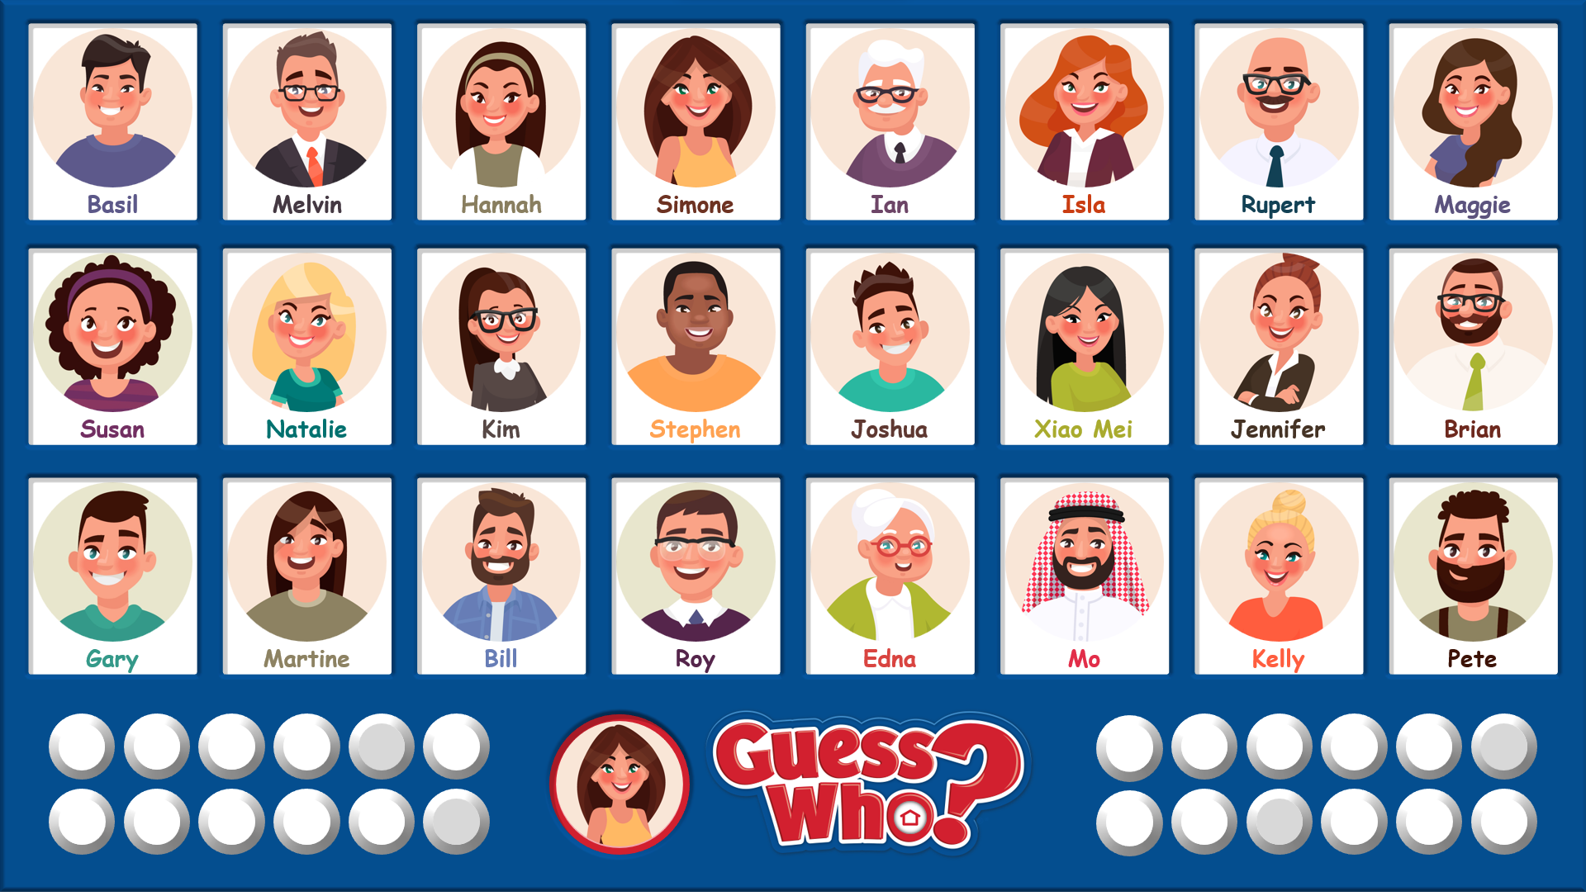 Basil Melvin Hannah Simone Ian Isla Rupert Maggie
Susan Natalie Kim Stephen Joshua Xiao Mei Jennifer Brian
Gary Martine Bill Roy Edna Mo Kelly Pete
Guess
Who?